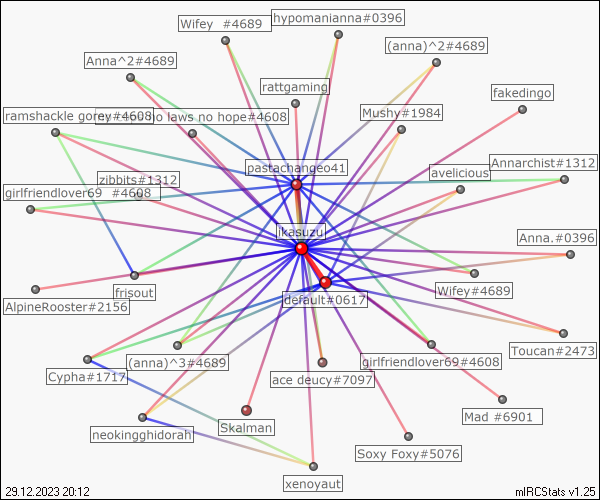 Wifey #4689
hypomanianna#0396
(anna)^2#4689
Anna^2#4689
rattgaming
fakedingo
ramshackle gorey#4608
laws no hope#4608
Mushy#1984
pastachangeo41
avelicious
Annarchist#1312
zibbits#1312
girlfriendlover69 #4608
ikasuzu
Anna.#0396
Wifey#4689
frisout
AlpineRooster#2156
default#0617
Toucan#2473
(anna)^3#4689
girlfriendlover69#4608
Cypha#1717
ace deucy#7097
Mad #6901
Skalman
neokingghidorah
Soxy Foxy#5076
xenoyaut
29.12.2023 20:12
mIRCStats v1.25